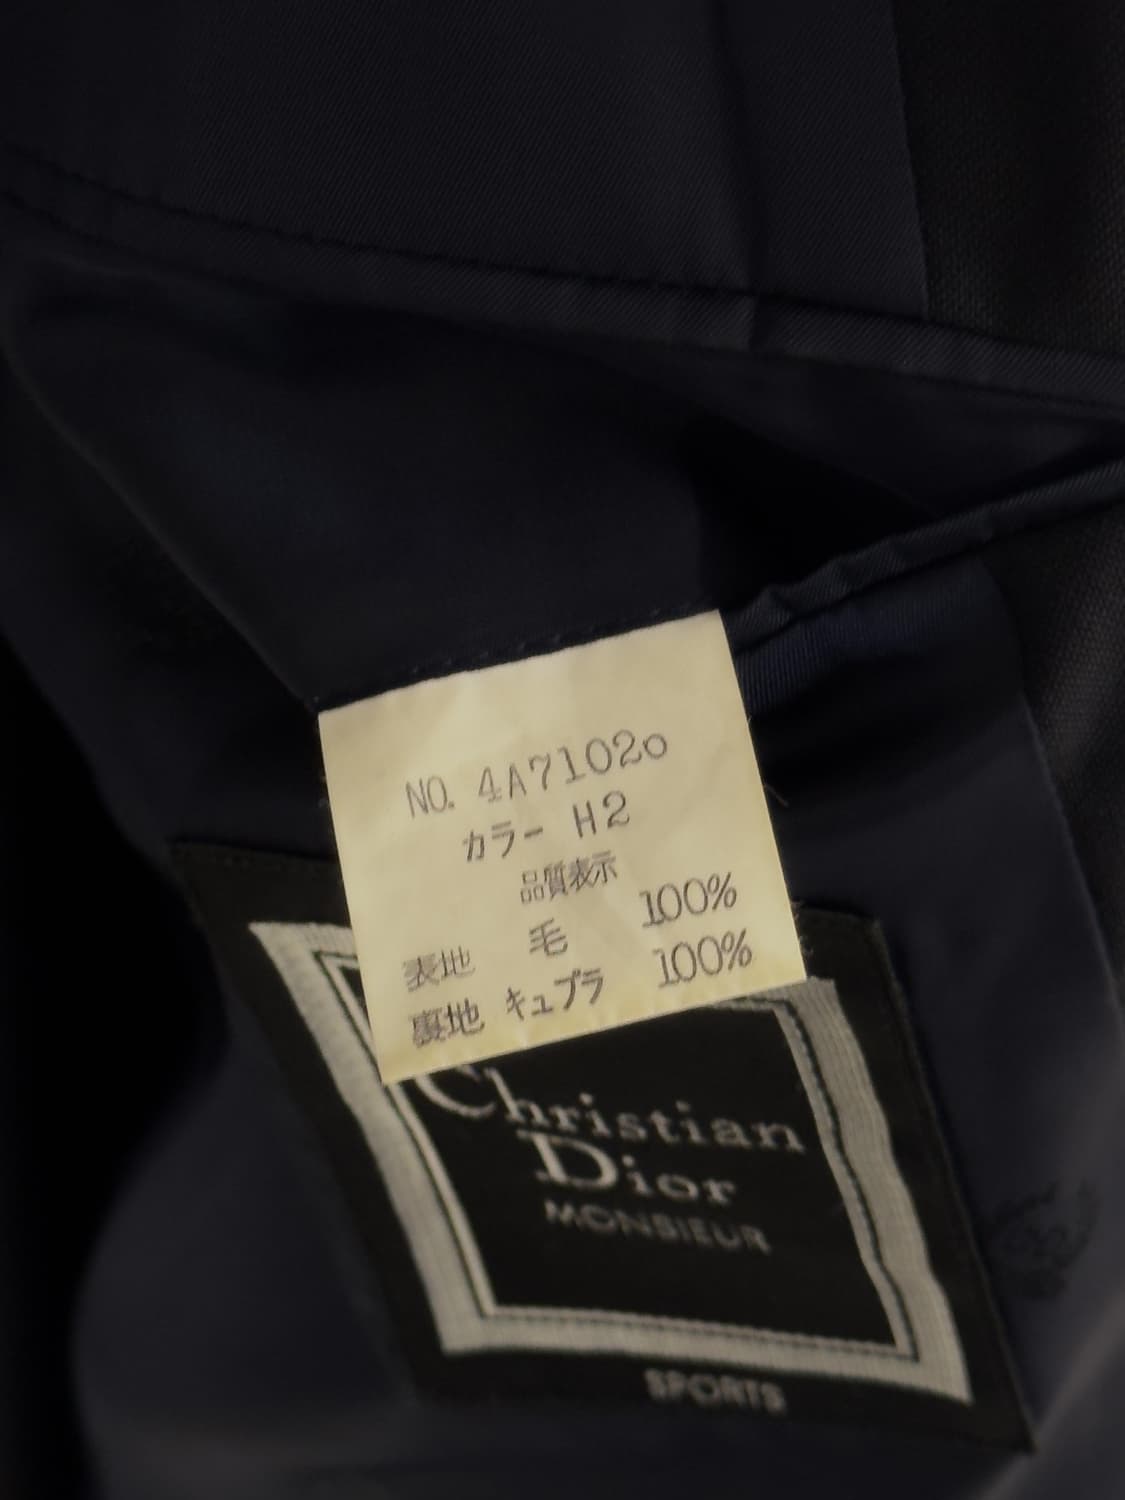 NO. 4A71020
カラー H2
品質表示
表地 毛 100%
裏地 キュプラ 100%
Christian
Dior
MONSIEUR
SPORTS